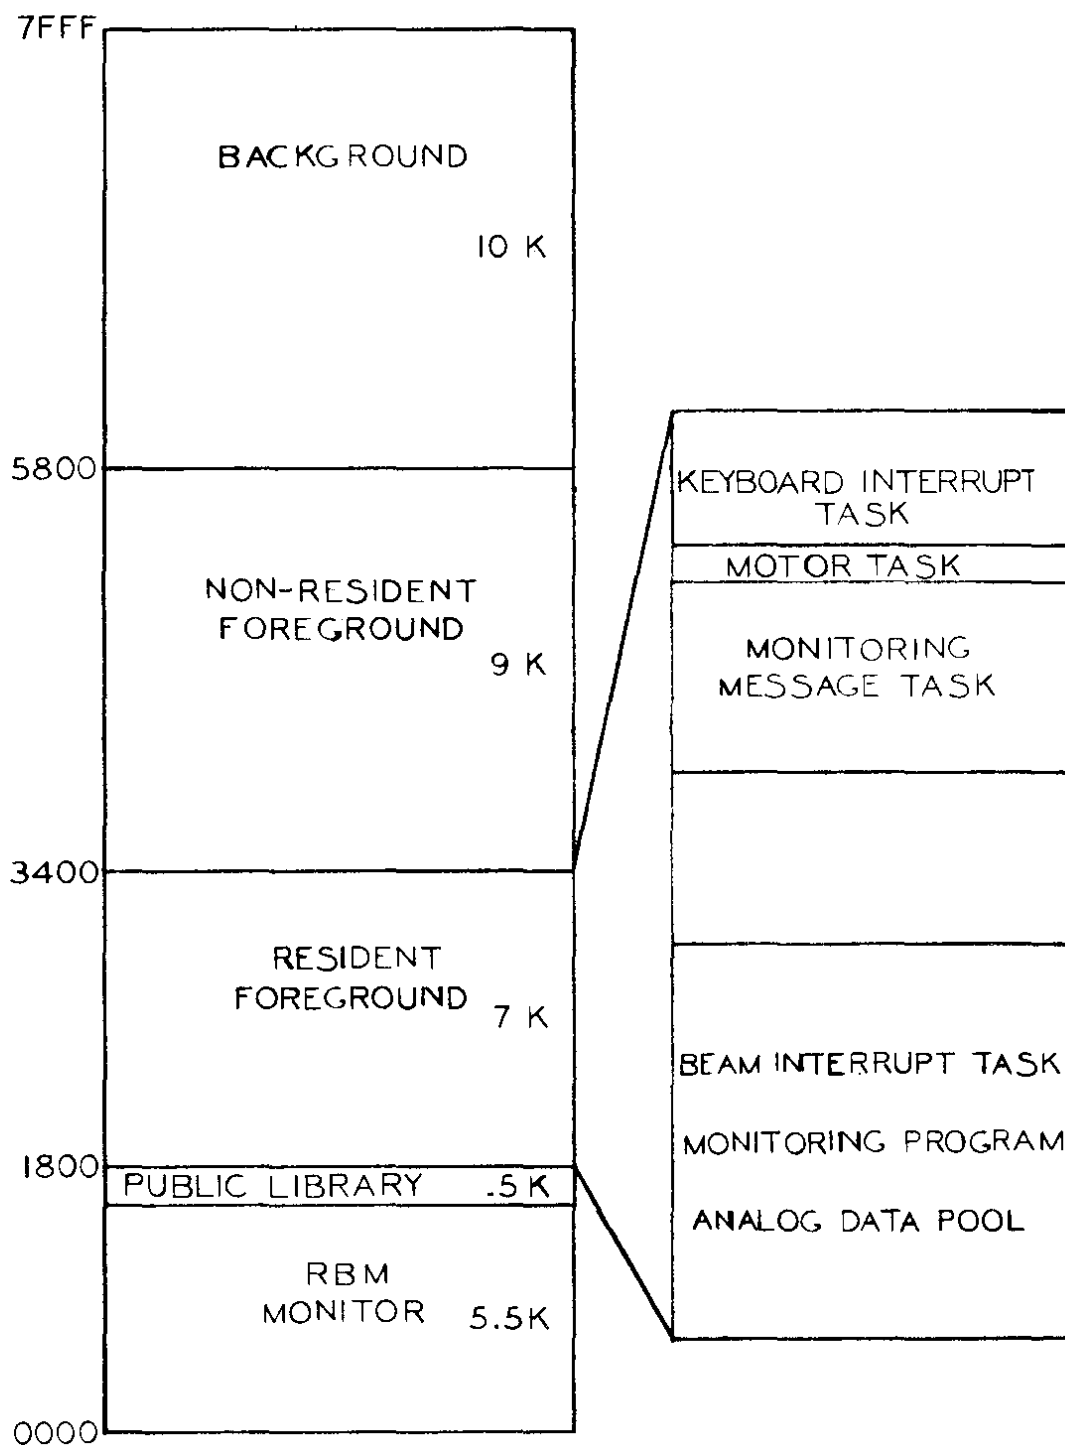 7FFF
BACKGROUND
10 K
5800
NON-RESIDENT
FOREGROUND
9 K
3400
RESIDENT
FOREGROUND
7 K
1800
PUBLIC LIBRARY .5 K
RBM
MONITOR
5.5K
0000
KEYBOARD INTERRUPT
TASK
MOTOR TASK
MONITORING
MESSAGE TASK
BEAM INTERRUPT TASK
MONITORING PROGRAM
ANALOG DATA POOL